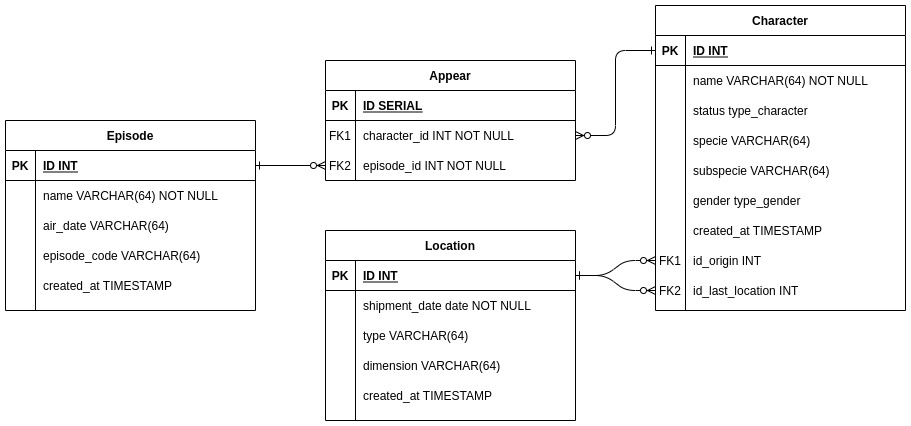 Episode
PK ID INT
name VARCHAR(64) NOT NULL
air_date VARCHAR(64)
episode_code VARCHAR(64)
created_at TIMESTAMP
Appear
PK ID SERIAL
FK1 character_id INT NOT NULL
FK2 episode_id INT NOT NULL
Location
PK ID INT
shipment_date date NOT NULL
type VARCHAR(64)
dimension VARCHAR(64)
created_at TIMESTAMP
Character
PK ID INT
name VARCHAR(64) NOT NULL
status type_character
specie VARCHAR(64)
subspecie VARCHAR(64)
gender type_gender
created_at TIMESTAMP
FK1 id_origin INT
FK2 id_last_location INT